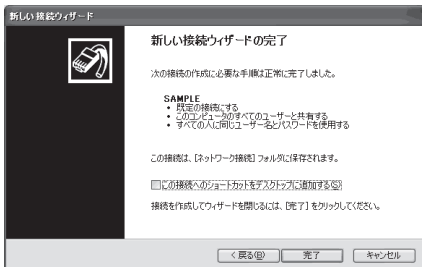 新しい接続ウィザード
新しい接続ウィザードの完了
次の接続の作成に必要な手順は正常に完了しました。
SAMPLE
• 既定の接続にする
• このコンピュータのすべてのユーザーと共有する
• すべての人に同じユーザー名とパスワードを使用する
この接続は、[ネットワーク接続] フォルダに保存されます。
この接続へのショートカットをデスクトップに追加する(S)
接続を作成してウィザードを閉じるには、[完了] をクリックしてください。
< 戻る(B)
完了
キャンセル